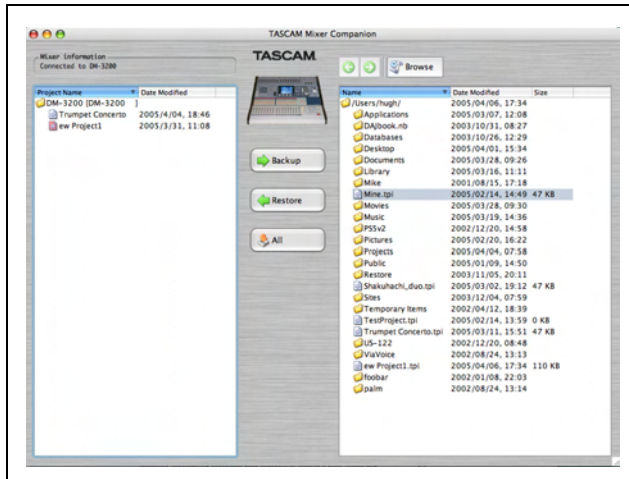 TASCAM Mixer Companion
Mixer Information
Connected to DM-3200
TASCAM
Browse
Project Name Date Modified
DM-3200 [DM-3200 ]
Trumpet Concerto 2005/4/04, 18:46
ew Project1 2005/3/31, 11:08
Backup
Restore
All
Name Date Modified Size
/Users/hugh/ 2005/04/06, 17:34
Applications 2005/03/07, 12:08
DAJbook.nb 2003/10/31, 08:27
Databases 2003/10/26, 12:29
Desktop 2005/04/01, 15:34
Documents 2005/03/28, 09:26
Library 2005/03/16, 11:11
Mike 2001/08/15, 17:18
Mine.tpi 2005/02/14, 14:49 47 KB
Movies 2005/03/28, 09:30
Music 2005/03/19, 14:36
PSSv2 2002/12/20, 14:58
Pictures 2005/02/20, 16:22
Projects 2005/04/04, 07:58
Public 2005/01/09, 14:50
Restore 2003/11/05, 20:11
Shakuhachi_duo.tpi 2005/03/02, 19:12 47 KB
Sites 2003/12/04, 07:59
Temporary Items 2002/04/12, 18:39
TestProject.tpi 2005/02/14, 13:59 0 KB
Trumpet Concerto.tpi 2005/03/11, 15:51 47 KB
US-122 2002/12/20, 08:48
ViaVoice 2002/08/24, 13:13
ew Project1.tpi 2005/04/06, 17:34 110 KB
foobar 2002/01/08, 22:03
palm 2002/08/24, 13:14